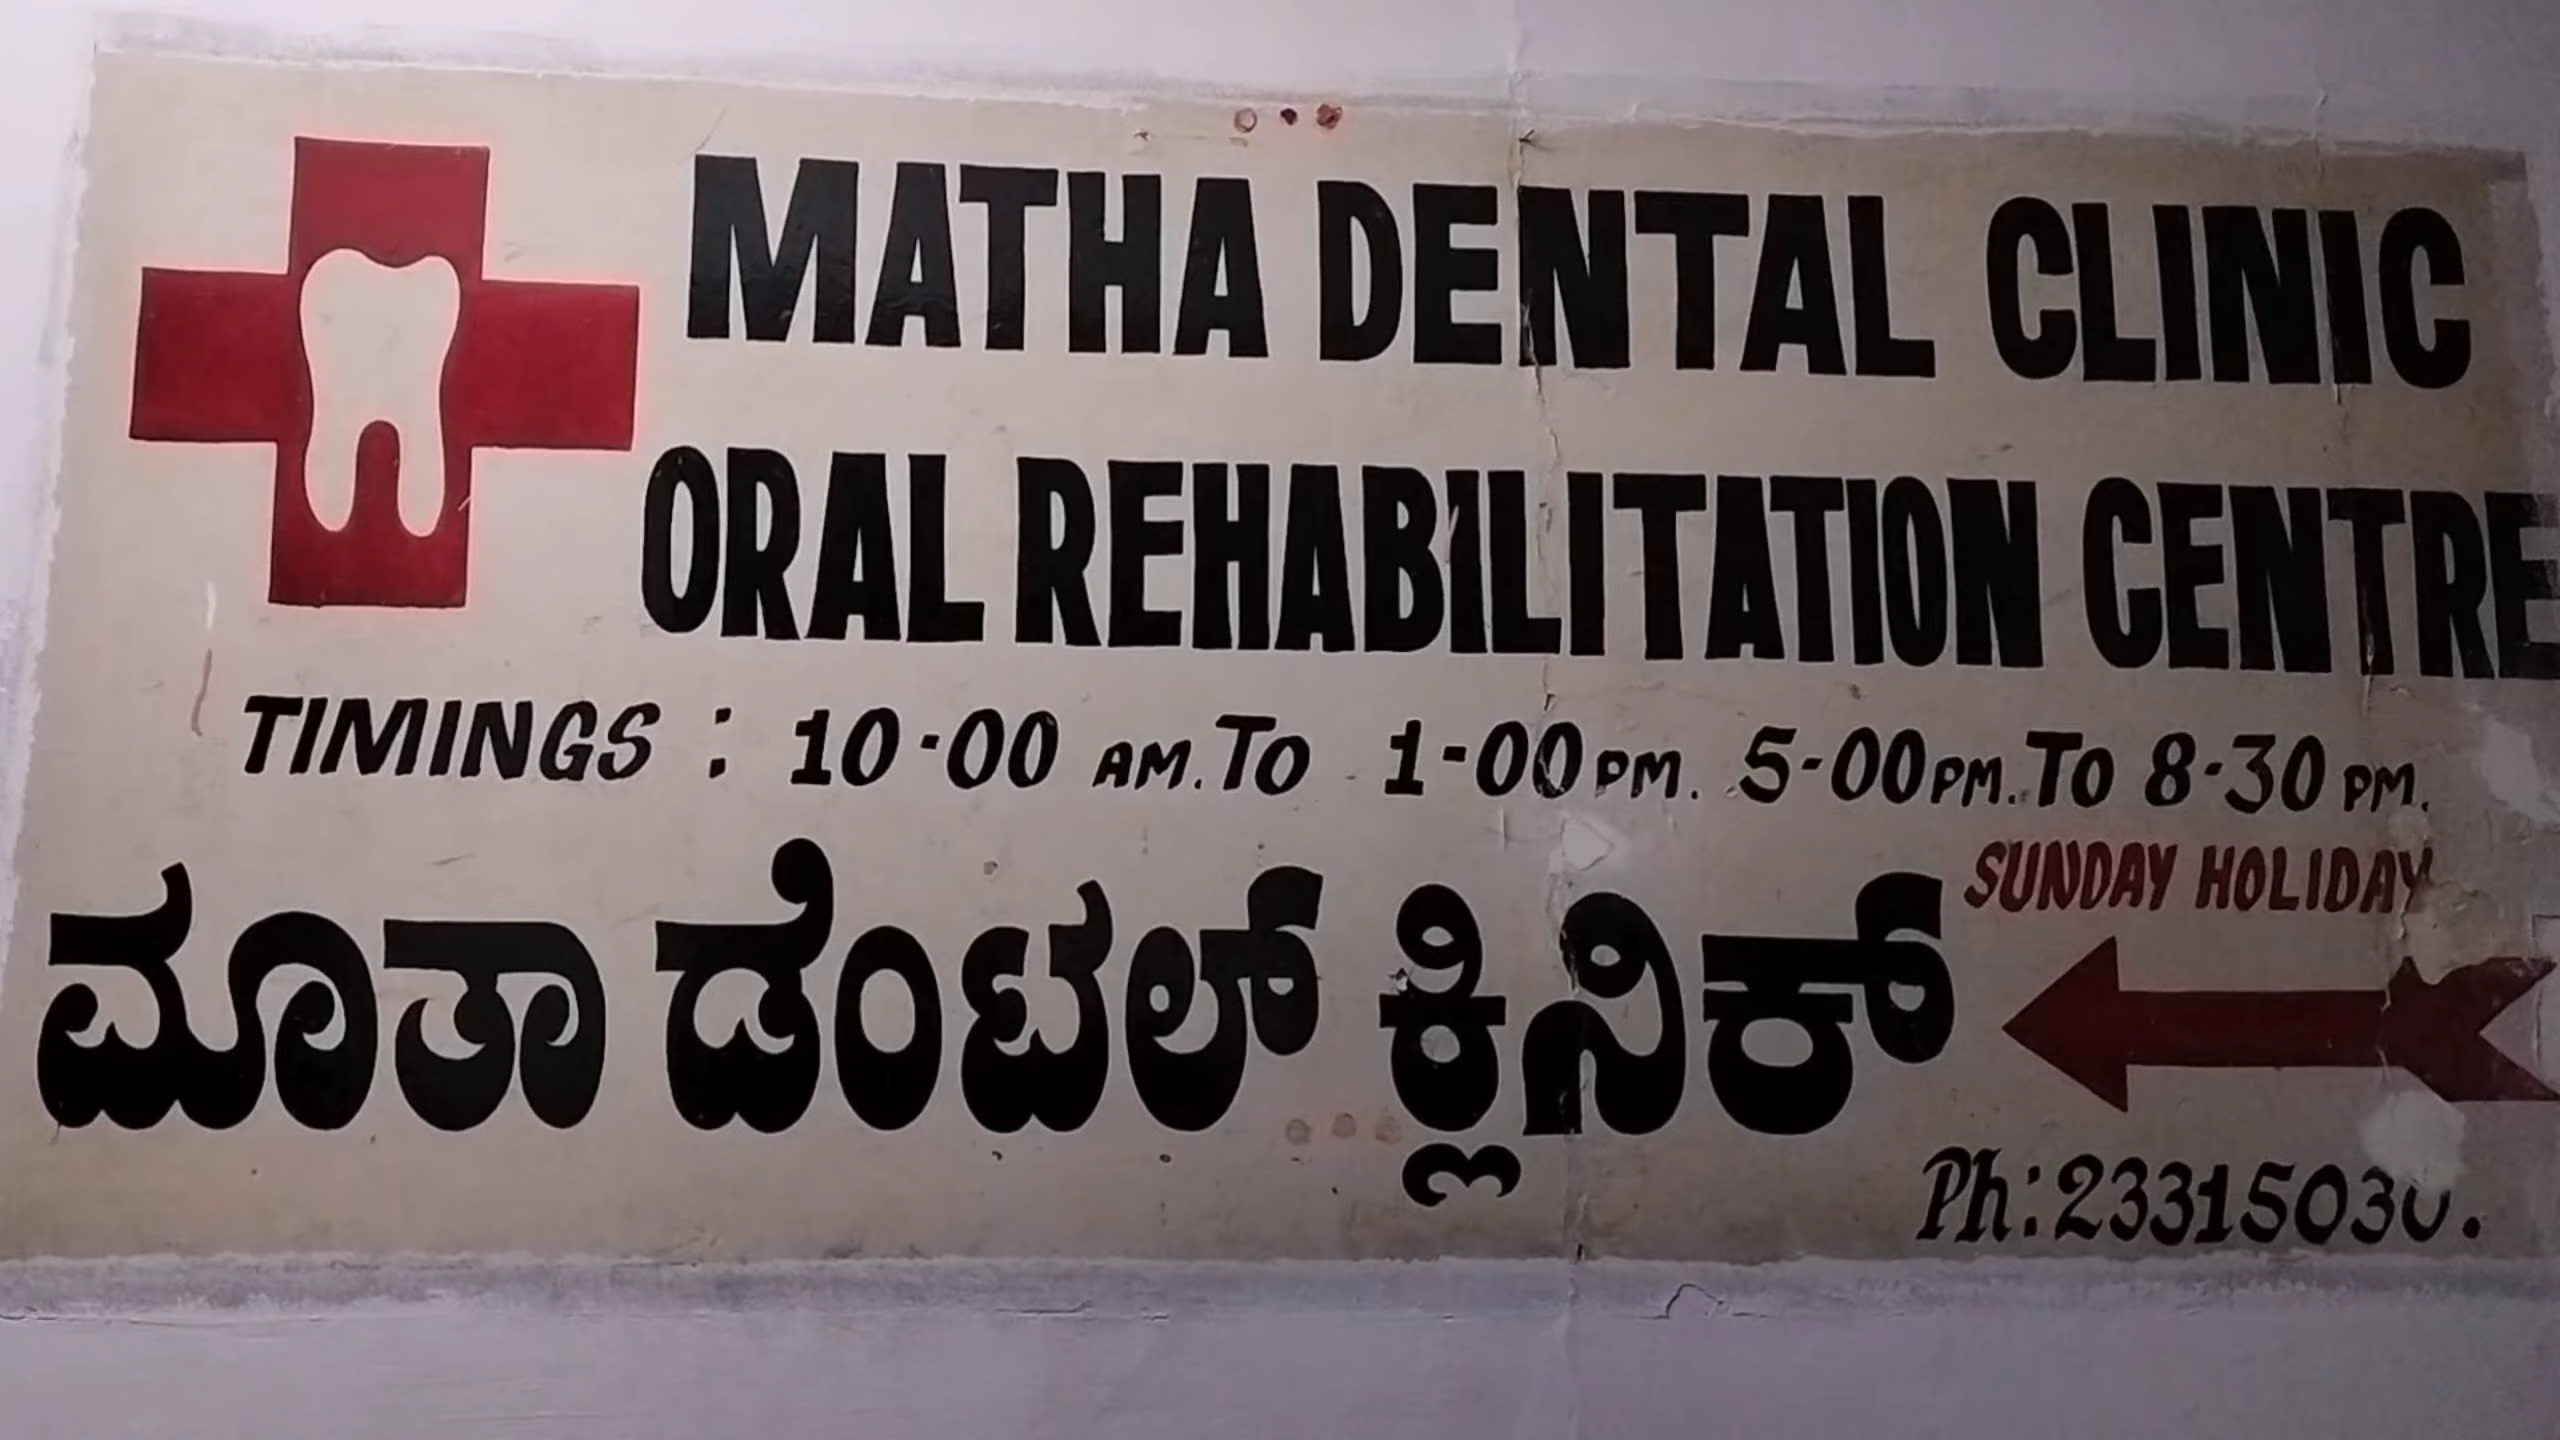 MATHA DENTAL CLINIC
ORAL REHABILITATION CENTRE
TIMINGS : 10-00 AM. TO 1-00 PM. 5-00 PM. TO 8-30 PM.
SUNDAY HOLIDAY
ಮಾತಾ ಡೆಂಟಲ್ ಕ್ಲಿನಿಕ್
Ph: 23315030.